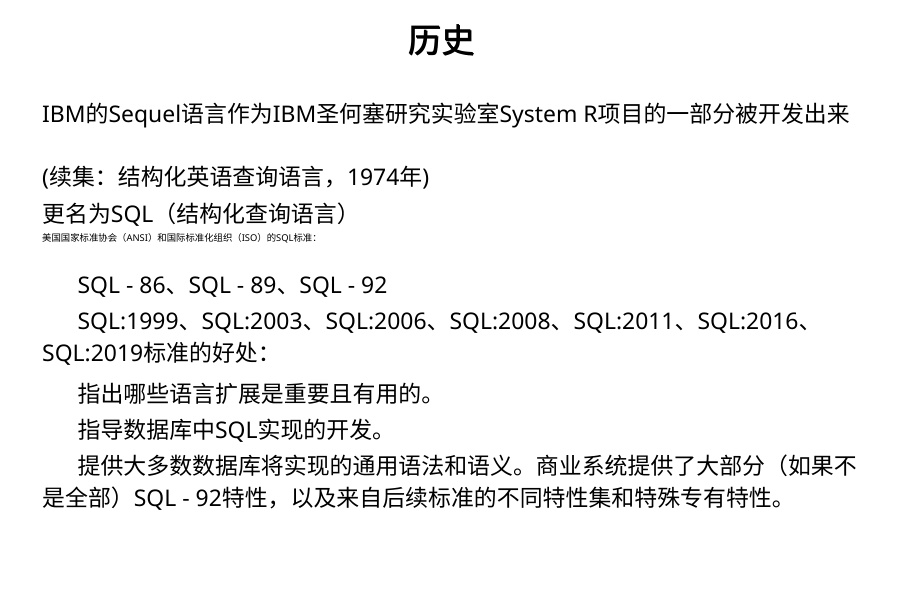 历史
IBM的Sequel语言作为IBM圣何塞研究实验室System R项目的一部分被开发出来
(续集：结构化英语查询语言，1974年)
更名为SQL（结构化查询语言）
美国国家标准协会（ANSI）和国际标准化组织（ISO）的SQL标准：
SQL - 86、SQL - 89、SQL - 92
SQL:1999、SQL:2003、SQL:2006、SQL:2008、SQL:2011、SQL:2016、
SQL:2019标准的好处：
指出哪些语言扩展是重要且有用的。
指导数据库中SQL实现的开发。
提供大多数数据库将实现的通用语法和语义。商业系统提供了大部分（如果不
是全部）SQL - 92特性，以及来自后续标准的不同特性集和特殊专有特性。